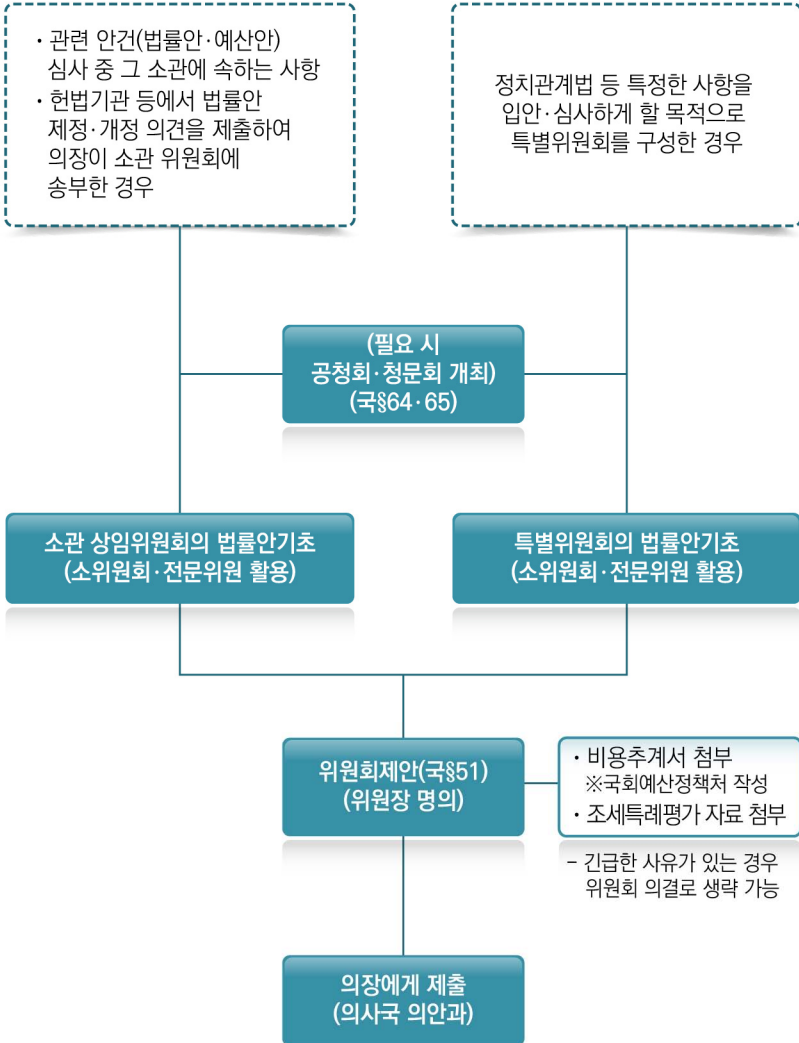 · 관련 안건(법률안·예산안)
심사 중 그 소관에 속하는 사항
· 헌법기관 등에서 법률안
제정·개정 의견을 제출하여
의장이 소관 위원회에
송부한 경우
정치관계법 등 특정한 사항을
입안·심사하게 할 목적으로
특별위원회를 구성한 경우
(필요 시
공청회·청문회 개최)
(국§64·65)
소관 상임위원회의 법률안기초
(소위원회·전문위원 활용)
특별위원회의 법률안기초
(소위원회·전문위원 활용)
위원회제안(국§51)
(위원장 명의)
· 비용추계서 첨부
※국회예산정책처 작성
· 조세특례평가 자료 첨부
- 긴급한 사유가 있는 경우
위원회 의결로 생략 가능
의장에게 제출
(의사국 의안과)